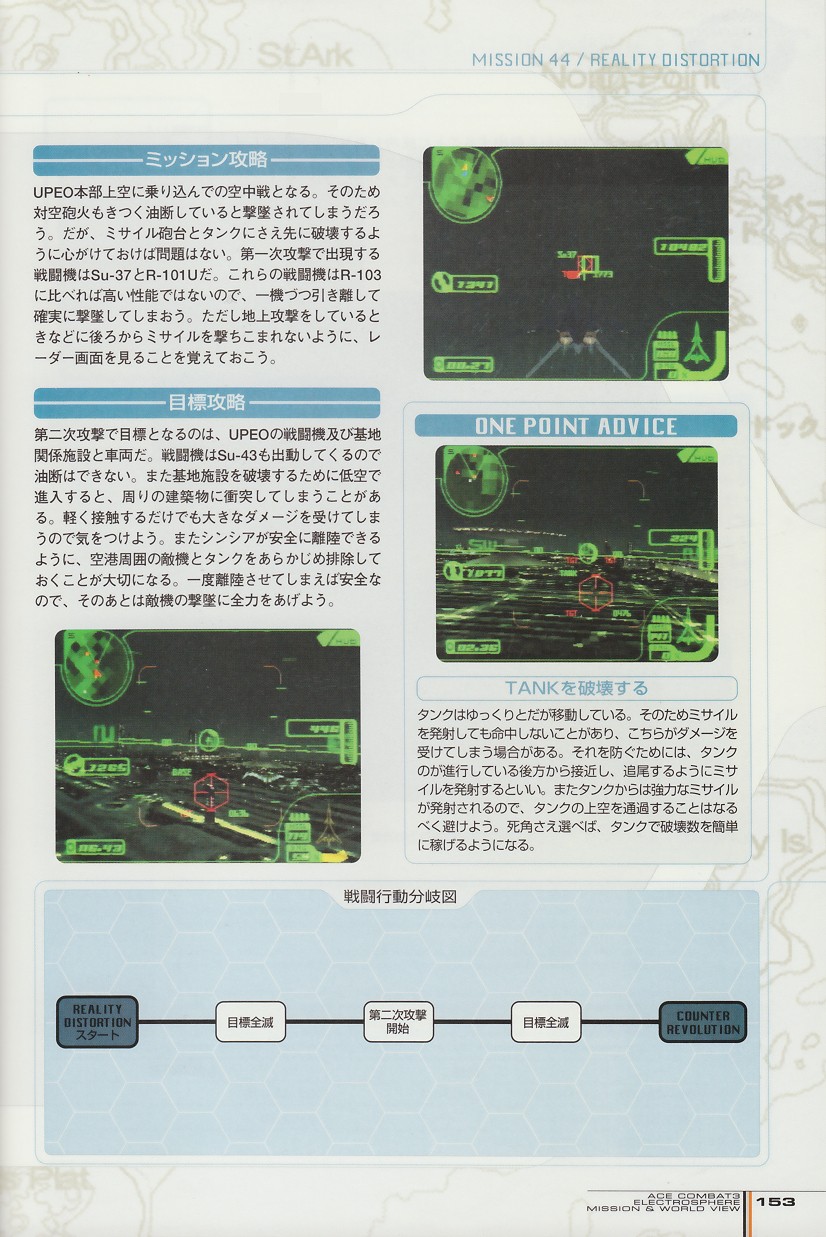 St.Ark
MISSION 44 / REALITY DISTORTION
North Point
ミッション攻略
UPEO本部上空に乗り込んでの空中戦となる。そのため
対空砲火もきつく油断していると撃墜されてしまうだろ
う。だが、ミサイル砲台とタンクにさえ先に破壊するよ
うに心がけておけば問題はない。第一次攻撃で出現する
戦闘機はSu-37とR-101Uだ。これらの戦闘機はR-103
に比べれば高い性能ではないので、一機づつ引き離して
確実に撃墜してしまおう。ただし地上攻撃をしていると
きなどに後ろからミサイルを撃ちこまれないように、レ
ーダー画面を見ることを覚えておこう。
目標攻略
第二次攻撃で目標となるのは、UPEOの戦闘機及び基地
関係施設と車両だ。戦闘機はSu-43も出動してくるので
油断はできない。また基地施設を破壊するために低空で
進入すると、周りの建築物に衝突してしまうことがあ
る。軽く接触するだけでも大きなダメージを受けてしま
うので気をつけよう。またシンシアが安全に離陸できる
ように、空港周囲の敵機とタンクをあらかじめ排除して
おくことが大切になる。一度離陸させてしまえば安全な
ので、そのあとは敵機の撃墜に全力をあげよう。
HUD
NU
446
1265
BASE
0636
06.43
HUD
10482
Su37
1773
1341
00.27
ドック
ONE POINT ADVICE
HUD
SW
224
1077
TGT
TGT
TANK
TGT
0476
02.36
TANKを破壊する
タンクはゆっくりとだが移動している。そのためミサイル
を発射しても命中しないことがあり、こちらがダメージを
受けてしまう場合がある。それを防ぐためには、タンク
のが進行している後方から接近し、追尾するようにミサ
イルを発射するといい。またタンクからは強力なミサイル
が発射されるので、タンクの上空を通過することはなる
べく避けよう。死角さえ選べば、タンクで破壊数を簡単
に稼げるようになる。
y Is.
戦闘行動分岐図
REALITY
DISTORTION
スタート
目標全滅
第二次攻撃
開始
目標全滅
COUNTER
REVOLUTION
ACE COMBAT3
ELECTROSPHERE
MISSION & WORLD VIEW
153